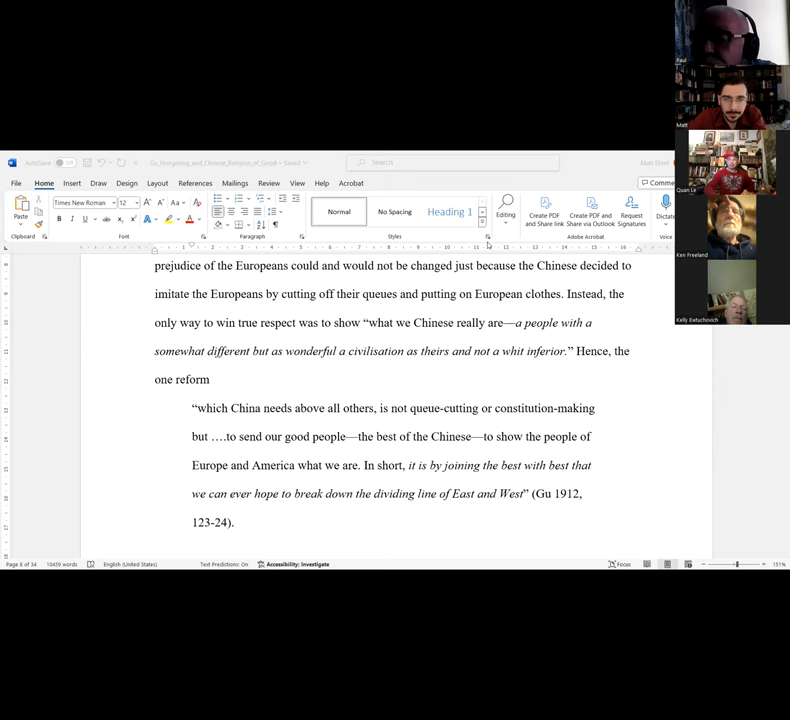 AutoSave Off Gu_Hongming_and_Chinese_Religion_of_Good • Saved Search Matt
File Home Insert Draw Design Layout References Mailings Review View Help Acrobat Comme
Times New Roman 12 Aa
Paste
Normal No Spacing Heading 1
Editing
Create PDF and Share link
Create PDF and Share via Outlook
Request Signatures
Dictate
Clipboard Font Paragraph Styles Adobe Acrobat Voice
prejudice of the Europeans could and would not be changed just because the Chinese decided to
imitate the Europeans by cutting off their queues and putting on European clothes. Instead, the
only way to win true respect was to show “what we Chinese really are—a people with a
somewhat different but as wonderful a civilisation as theirs and not a whit inferior.” Hence, the
one reform
“which China needs above all others, is not queue-cutting or constitution-making
but ….to send our good people—the best of the Chinese—to show the people of
Europe and America what we are. In short, it is by joining the best with best that
we can ever hope to break down the dividing line of East and West” (Gu 1912,
123-24).
Page 8 of 34 10459 words English (United States) Text Predictions: On Accessibility: Investigate Focus 151%
Paul
Matt
Quan Le
Ken Freeland
Kelly Ewtuchovich